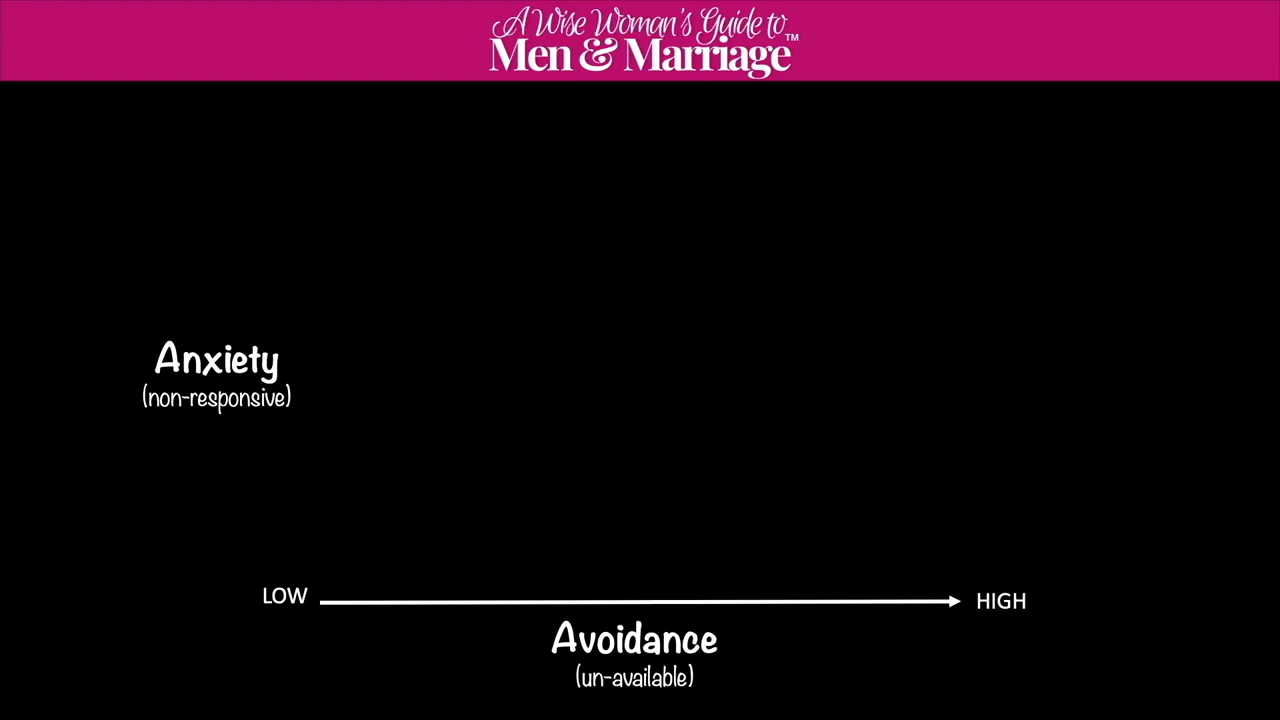 A Wise Woman's Guide to
Men & Marriage™
Anxiety
(non-responsive)
LOW
HIGH
Avoidance
(un-available)